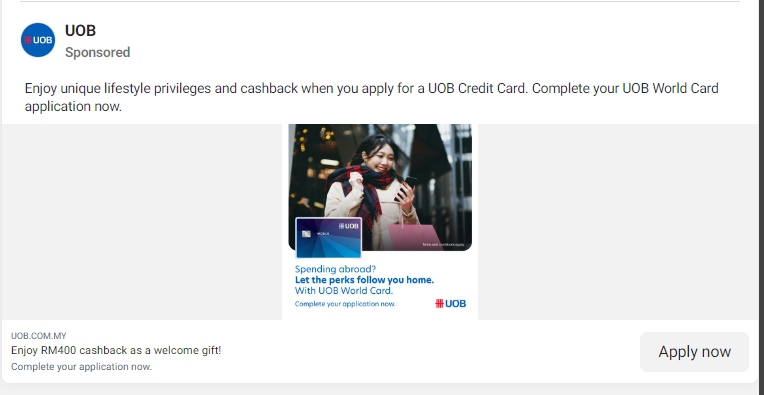 UOB
UOB
Sponsored
Enjoy unique lifestyle privileges and cashback when you apply for a UOB Credit Card. Complete your UOB World Card
application now.
UOB
Spending abroad?
Let the perks follow you home.
With UOB World Card.
Complete your application now.
UOB
UOB.COM.MY
Enjoy RM400 cashback as a welcome gift!
Complete your application now.
Apply now